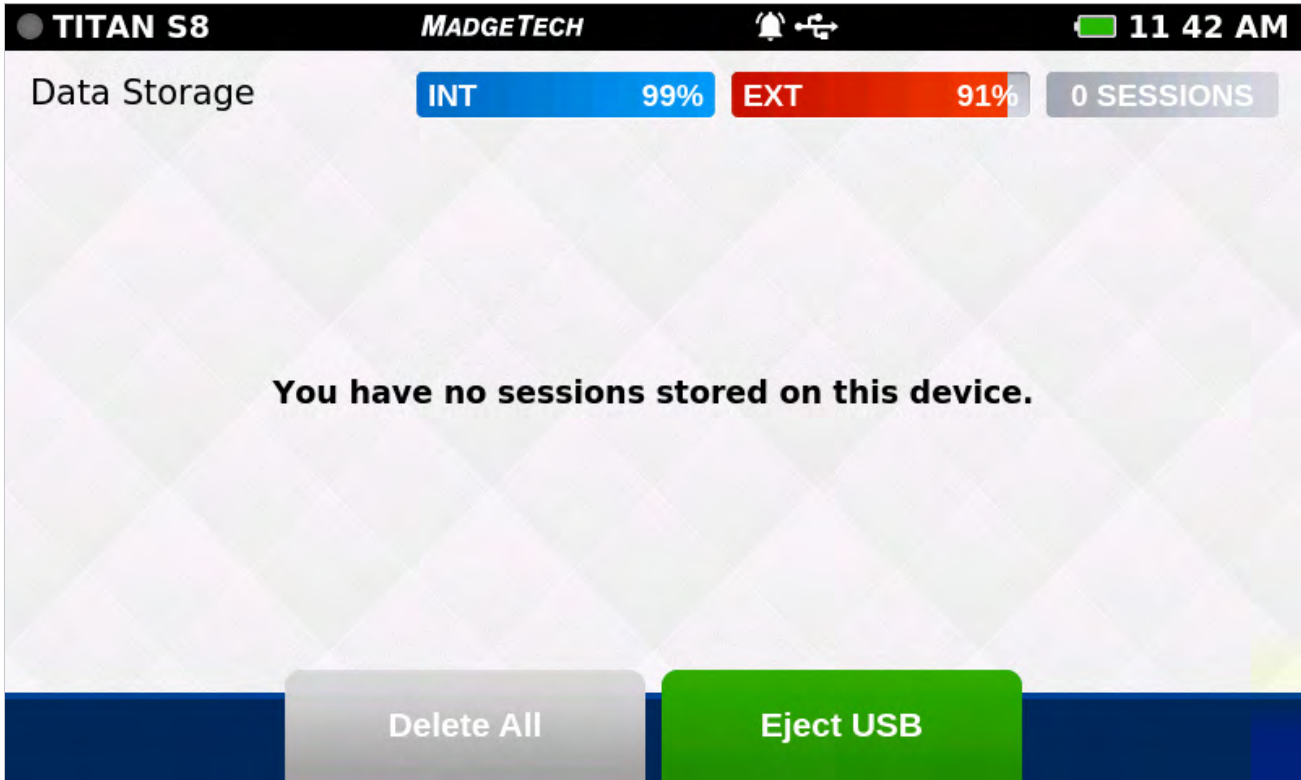 TITAN S8 MADGETECH 11 42 AM
Data Storage INT 99% EXT 91% 0 SESSIONS
You have no sessions stored on this device.
Delete All Eject USB